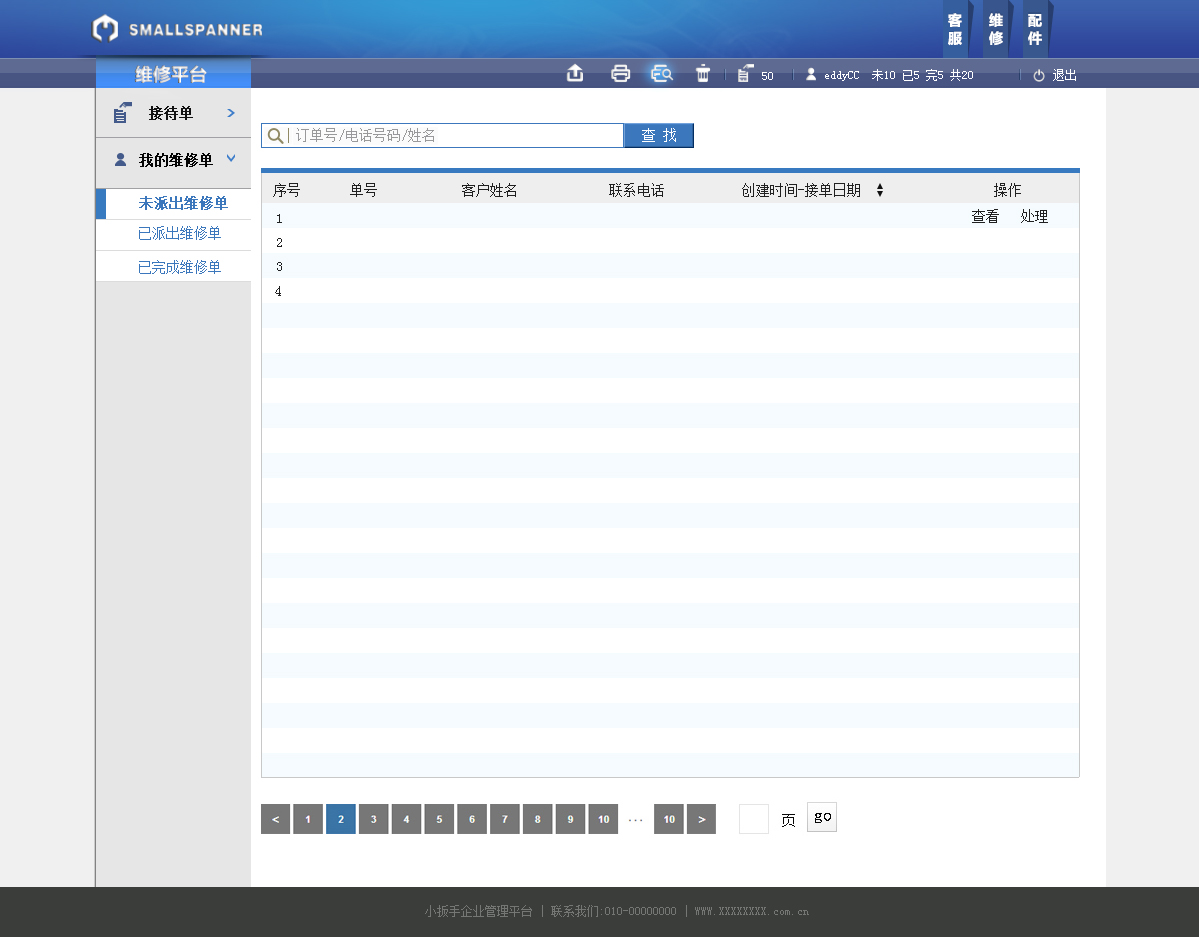 SMALLSPANNER
客服 维修 配件
维修平台
50 eddyCC 未10 已5 完5 共20 退出
接待单 >
我的维修单
未派出维修单
已派出维修单
已完成维修单
订单号/电话号码/姓名 查 找
序号 单号 客户姓名 联系电话 创建时间-接单日期 操作
1 查看 处理
2
3
4
< 1 2 3 4 5 6 7 8 9 10 ... 10 > 页 go
小扳手企业管理平台 | 联系我们:010-00000000 | WWW.XXXXXXXX.com.cn